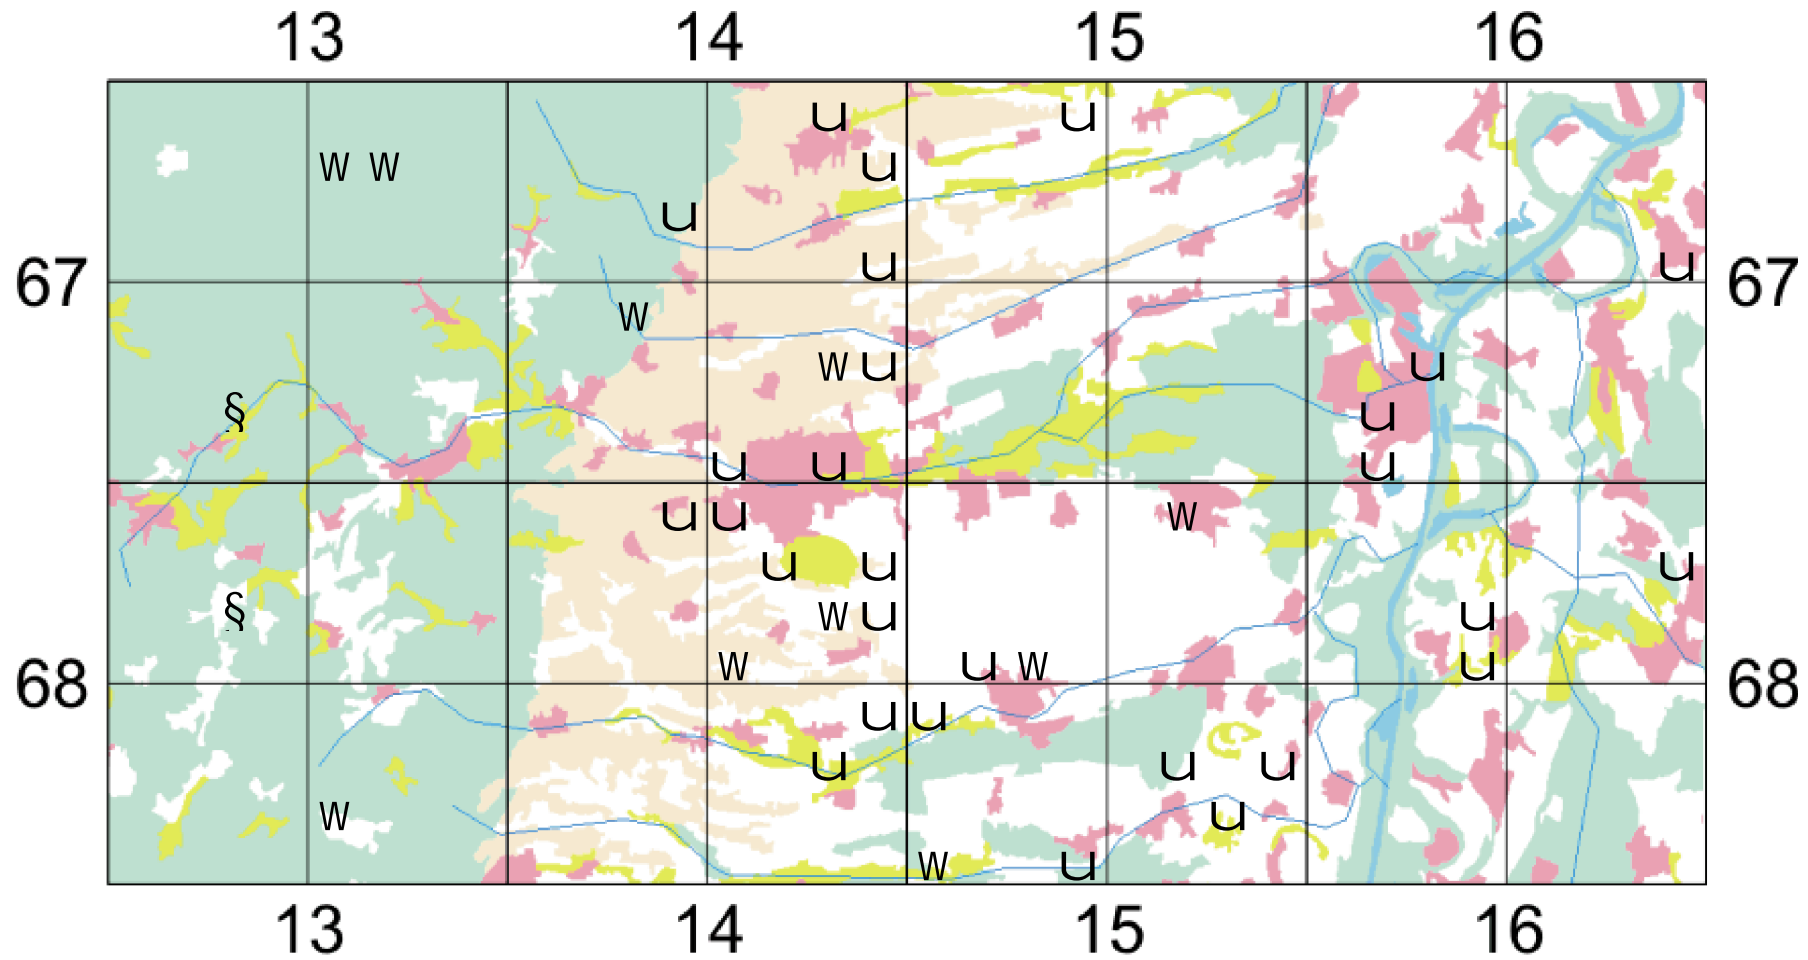 13 14 15 16
u u
w w u
u
67 u u 67
w
w u u
§ u
u u u
u u w
u u u
§ w u u
w u w u
68 68
u u
u u u
w u
w u
13 14 15 16